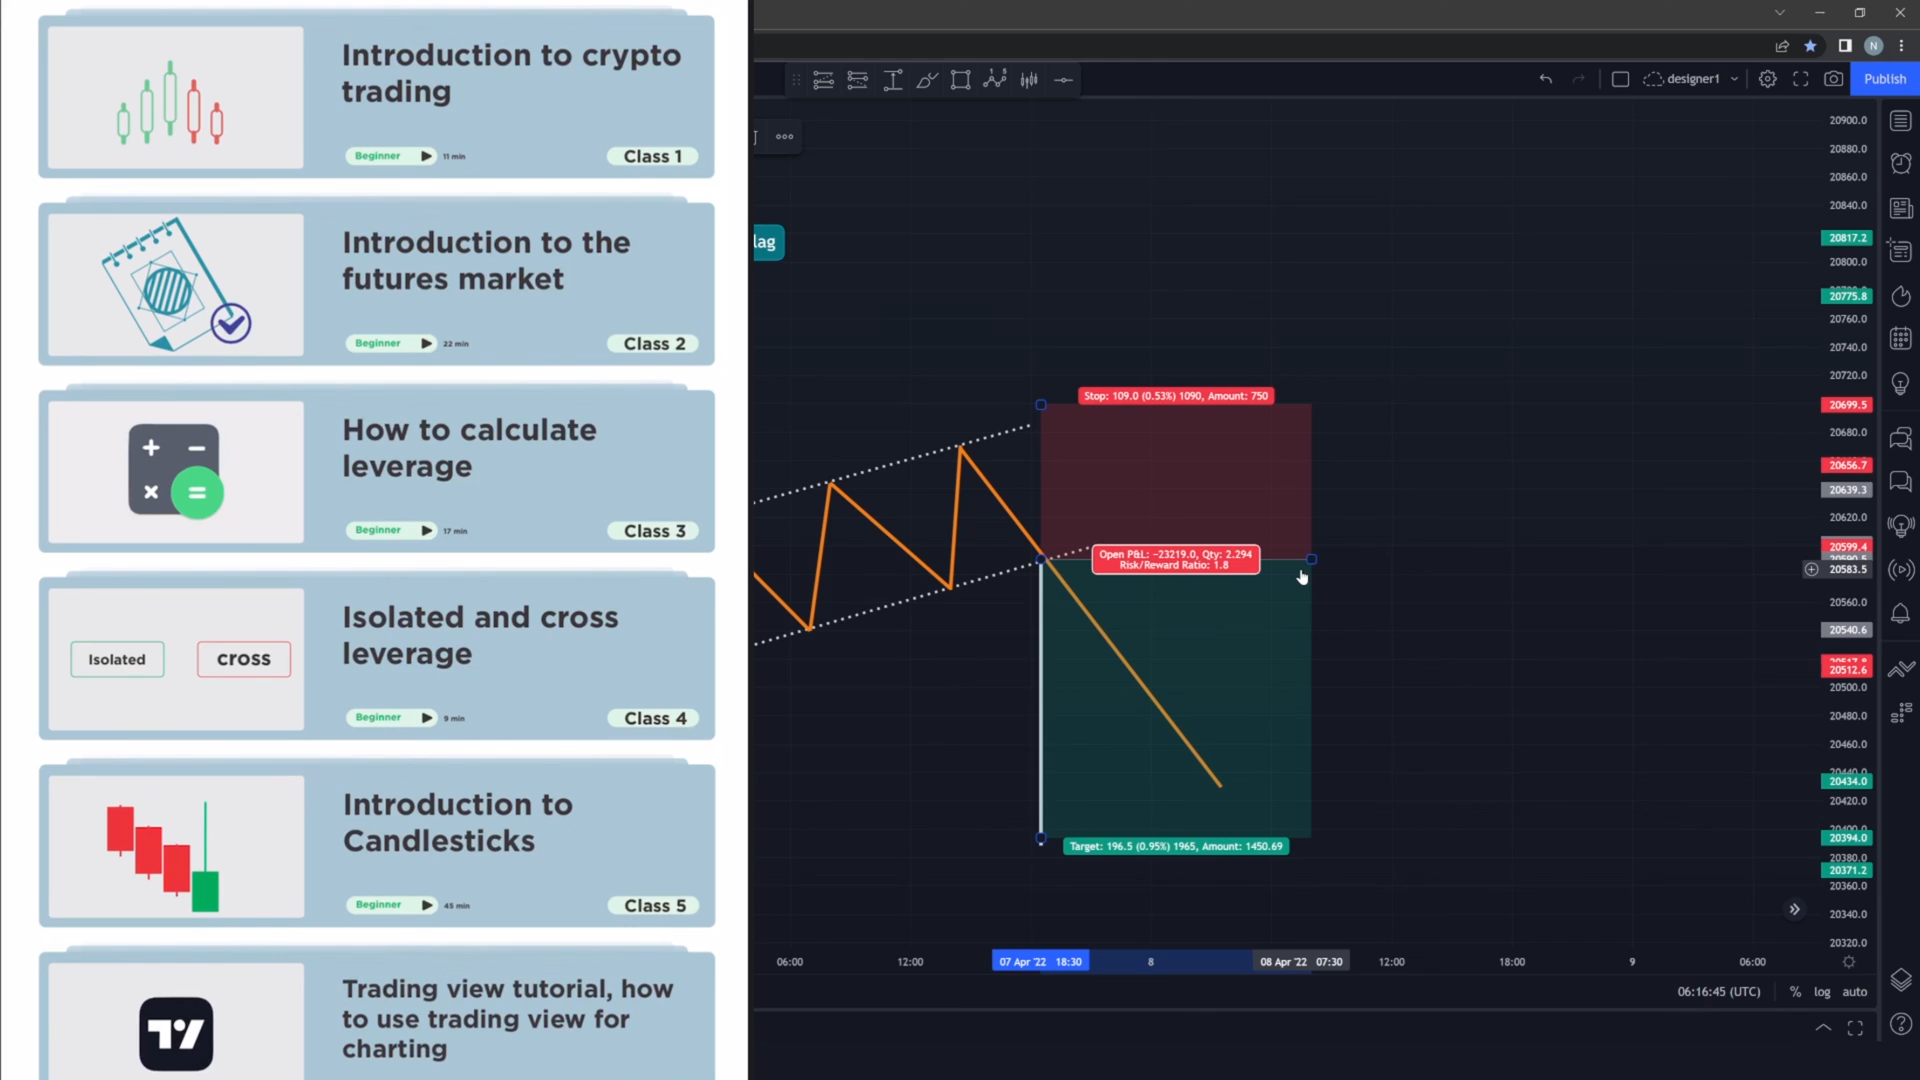 Introduction to crypto
trading
Beginner
11 min
Class 1
Introduction to the
futures market
Beginner
22 min
Class 2
How to calculate
leverage
Beginner
17 min
Class 3
Isolated
cross
Isolated and cross
leverage
Beginner
9 min
Class 4
Introduction to
Candlesticks
Beginner
45 min
Class 5
Trading view tutorial, how
to use trading view for
charting
designer1
N
Publish
lag
Stop: 109.0 (0.53%) 1090, Amount: 750
Open P&L: −23219.0, Qty: 2.294
Risk/Reward Ratio: 1.8
Target: 196.5 (0.95%) 1965, Amount: 1450.69
20900.0
20880.0
20860.0
20840.0
20817.2
20800.0
20775.8
20760.0
20740.0
20720.0
20699.5
20680.0
20656.7
20639.3
20620.0
20599.4
20583.5
20560.0
20540.6
20512.6
20500.0
20480.0
20460.0
20434.0
20420.0
20394.0
20380.0
20371.2
20360.0
20340.0
20320.0
06:00
12:00
07 Apr '22 18:30
8
08 Apr '22 07:30
12:00
18:00
9
06:00
06:16:45 (UTC)
%
log
auto